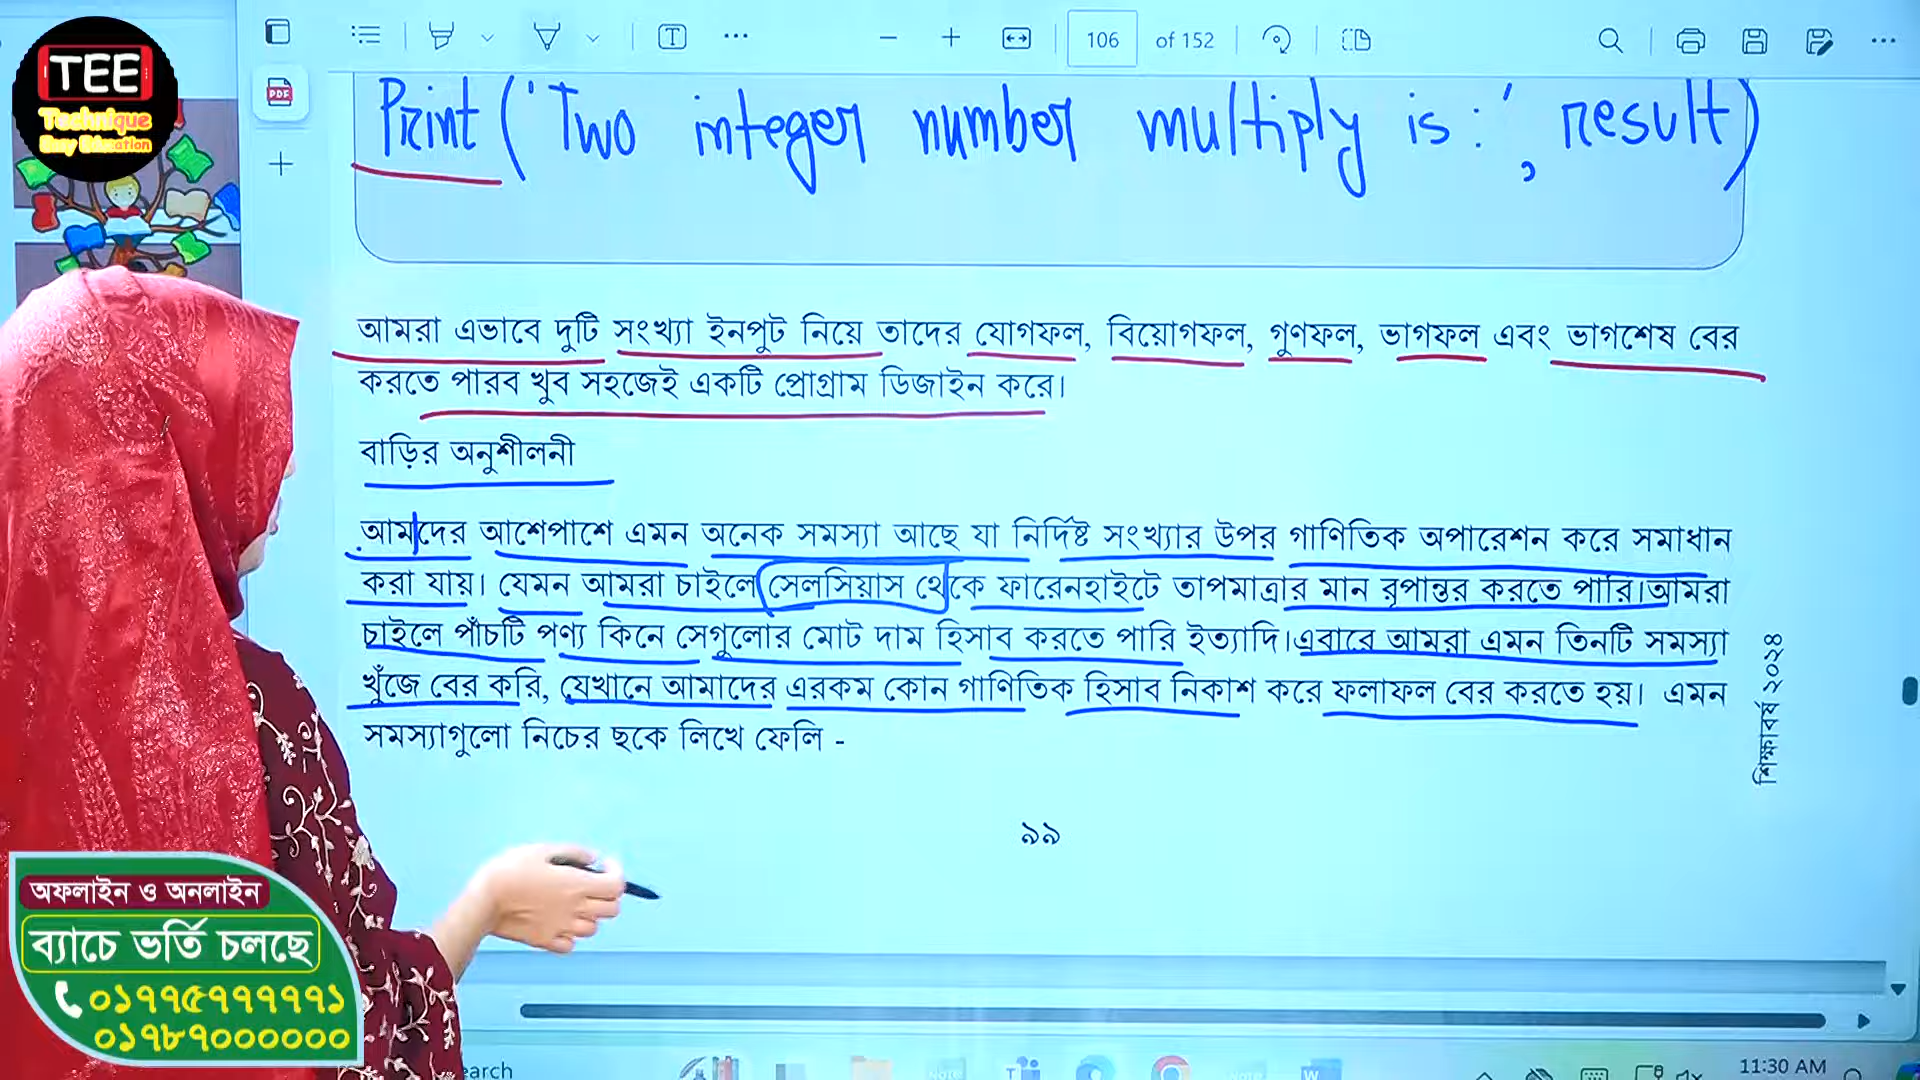 TEE
Technique
Easy Education
106 of 152
Print ('Two integer number multiply is:', result)
আমরা এভাবে দুটি সংখ্যা ইনপুট নিয়ে তাদের যোগফল, বিয়োগফল, গুণফল, ভাগফল এবং ভাগশেষ বের
করতে পারব খুব সহজেই একটি প্রোগ্রাম ডিজাইন করে।
বাড়ির অনুশীলনী
আমাদের আশেপাশে এমন অনেক সমস্যা আছে যা নির্দিষ্ট সংখ্যার উপর গাণিতিক অপারেশন করে সমাধান
করা যায়। যেমন আমরা চাইলে সেলসিয়াস থেকে ফারেনহাইটে তাপমাত্রার মান রূপান্তর করতে পারি।আমরা
চাইলে পাঁচটি পণ্য কিনে সেগুলোর মোট দাম হিসাব করতে পারি ইত্যাদি।এবারে আমরা এমন তিনটি সমস্যা
খুঁজে বের করি, যেখানে আমাদের এরকম কোন গাণিতিক হিসাব নিকাশ করে ফলাফল বের করতে হয়। এমন
সমস্যাগুলো নিচের ছকে লিখে ফেলি -
শিক্ষাবর্ষ ২০২৪
৯৯
অফলাইন ও অনলাইন
ব্যাচে ভর্তি চলছে
০১৭৭৫৭৭৭৭৭১
০১৭৮৭০০০০০০
earch
11:30 AM